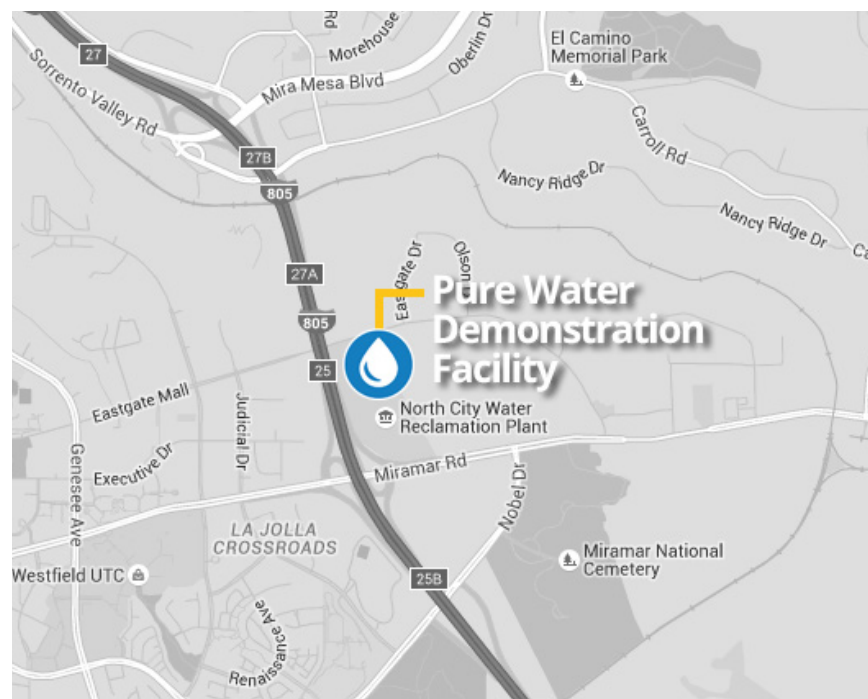 27
Sorrento Valley Rd
Morehouse
Rd
Oberlin Dr
Mira Mesa Blvd
El Camino
Memorial Park
Carroll Rd
27B
805
Nancy Ridge Dr
Nancy Ridge Dr
Ca
27A
Eastgate Dr
Olson
805
Pure Water
Demonstration
Facility
25
Eastgate Mall
Judicial Dr
North City Water
Reclamation Plant
Executive Dr
Genesee Ave
Miramar Rd
Nobel Dr
LA JOLLA
CROSSROADS
Westfield UTC
25B
Miramar National
Cemetery
Renaissance Ave